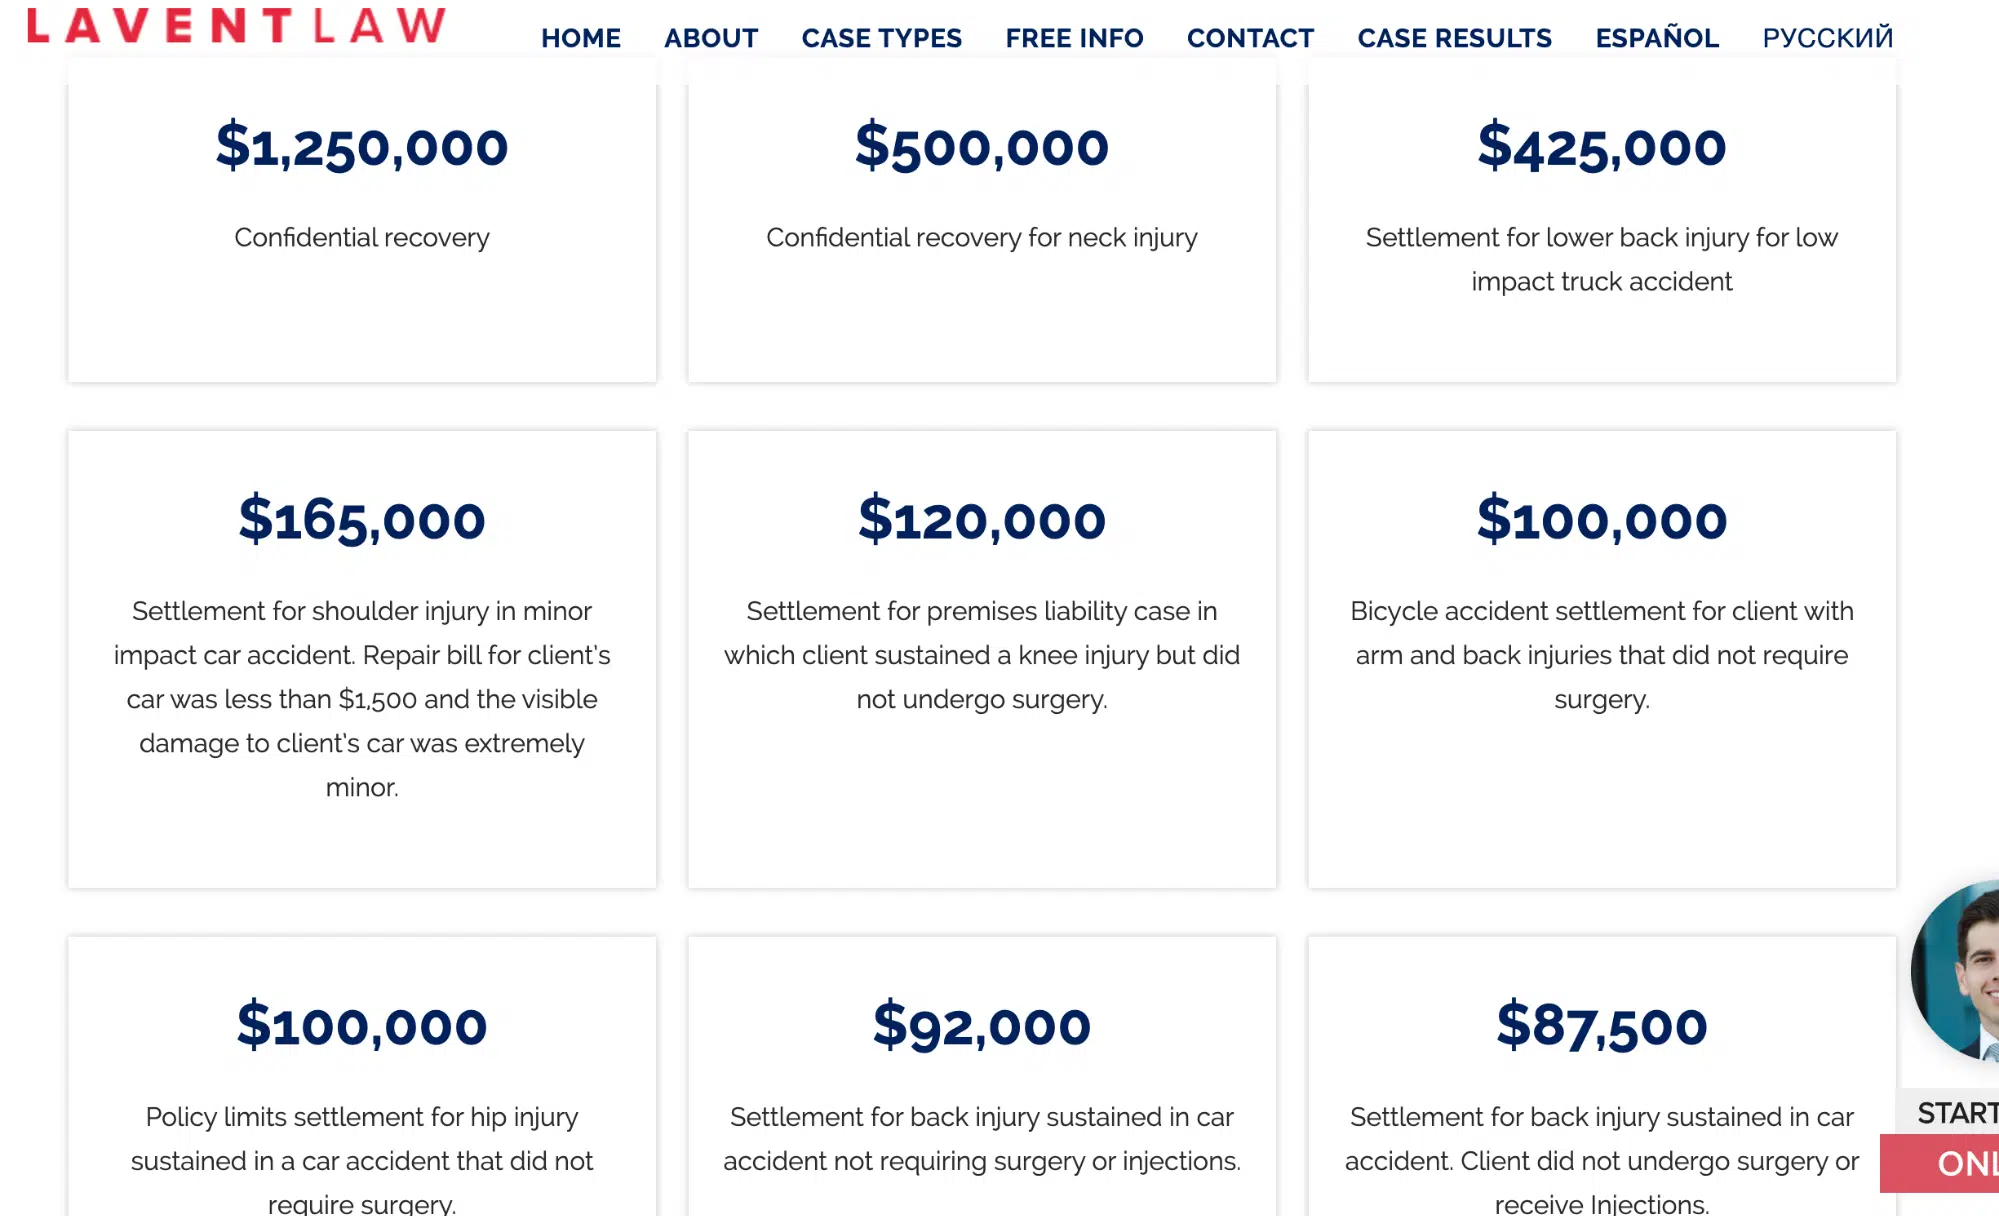 LAVENTLAW
HOME ABOUT CASE TYPES FREE INFO CONTACT CASE RESULTS ESPAÑOL РУССКИЙ
$1,250,000
Confidential recovery
$500,000
Confidential recovery for neck injury
$425,000
Settlement for lower back injury for low
impact truck accident
$165,000
Settlement for shoulder injury in minor
impact car accident. Repair bill for client’s
car was less than $1,500 and the visible
damage to client’s car was extremely
minor.
$120,000
Settlement for premises liability case in
which client sustained a knee injury but did
not undergo surgery.
$100,000
Bicycle accident settlement for client with
arm and back injuries that did not require
surgery.
$100,000
Policy limits settlement for hip injury
sustained in a car accident that did not
require surgery.
$92,000
Settlement for back injury sustained in car
accident not requiring surgery or injections.
$87,500
Settlement for back injury sustained in car
accident. Client did not undergo surgery or
receive Injections.
START